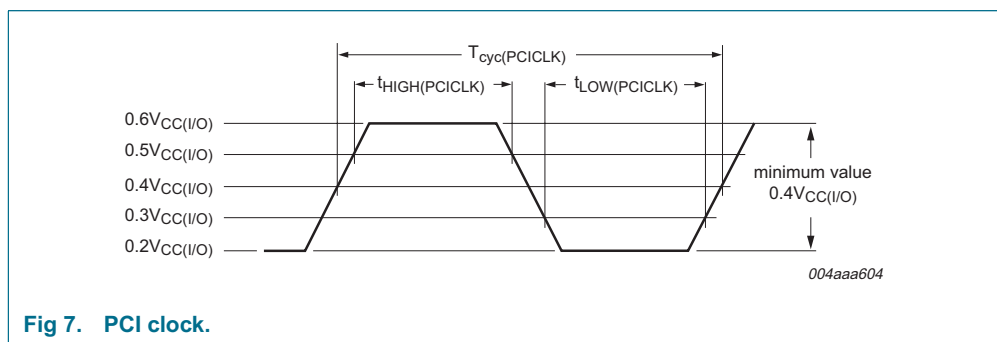 Tcyc(PCICLK)
tHIGH(PCICLK) tLOW(PCICLK)
0.6VCC(I/O)
0.5VCC(I/O)
0.4VCC(I/O)
0.3VCC(I/O)
0.2VCC(I/O)
minimum value
0.4VCC(I/O)
004aaa604
Fig 7. PCI clock.